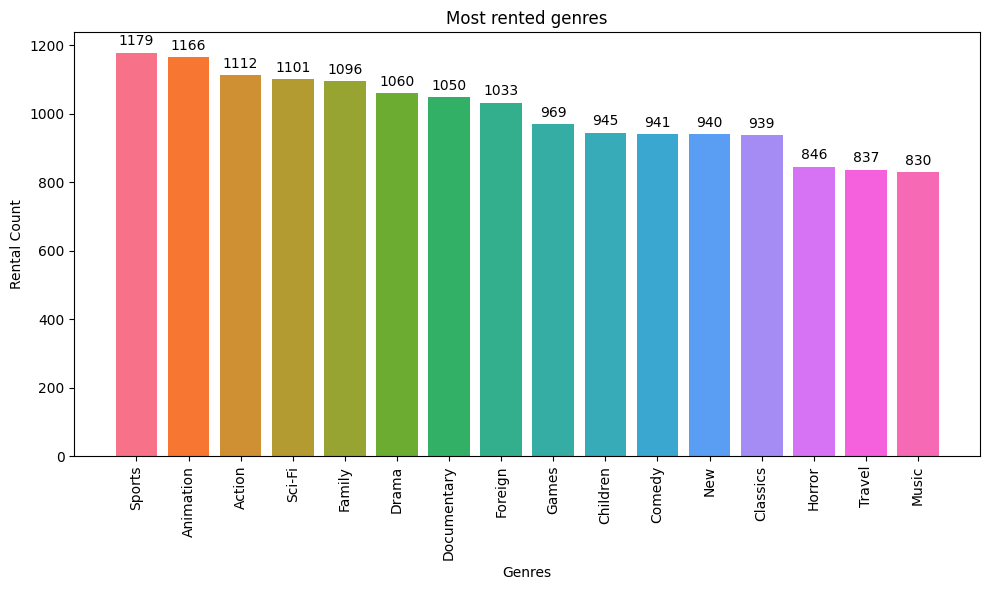 Most rented genres
1179 1166 1112 1101 1096 1060 1050 1033 969 945 941 940 939 846 837 830
1200
1000
800
600
400
200
0
Rental Count
Sports Animation Action Sci-Fi Family Drama Documentary Foreign Games Children Comedy New Classics Horror Travel Music
Genres